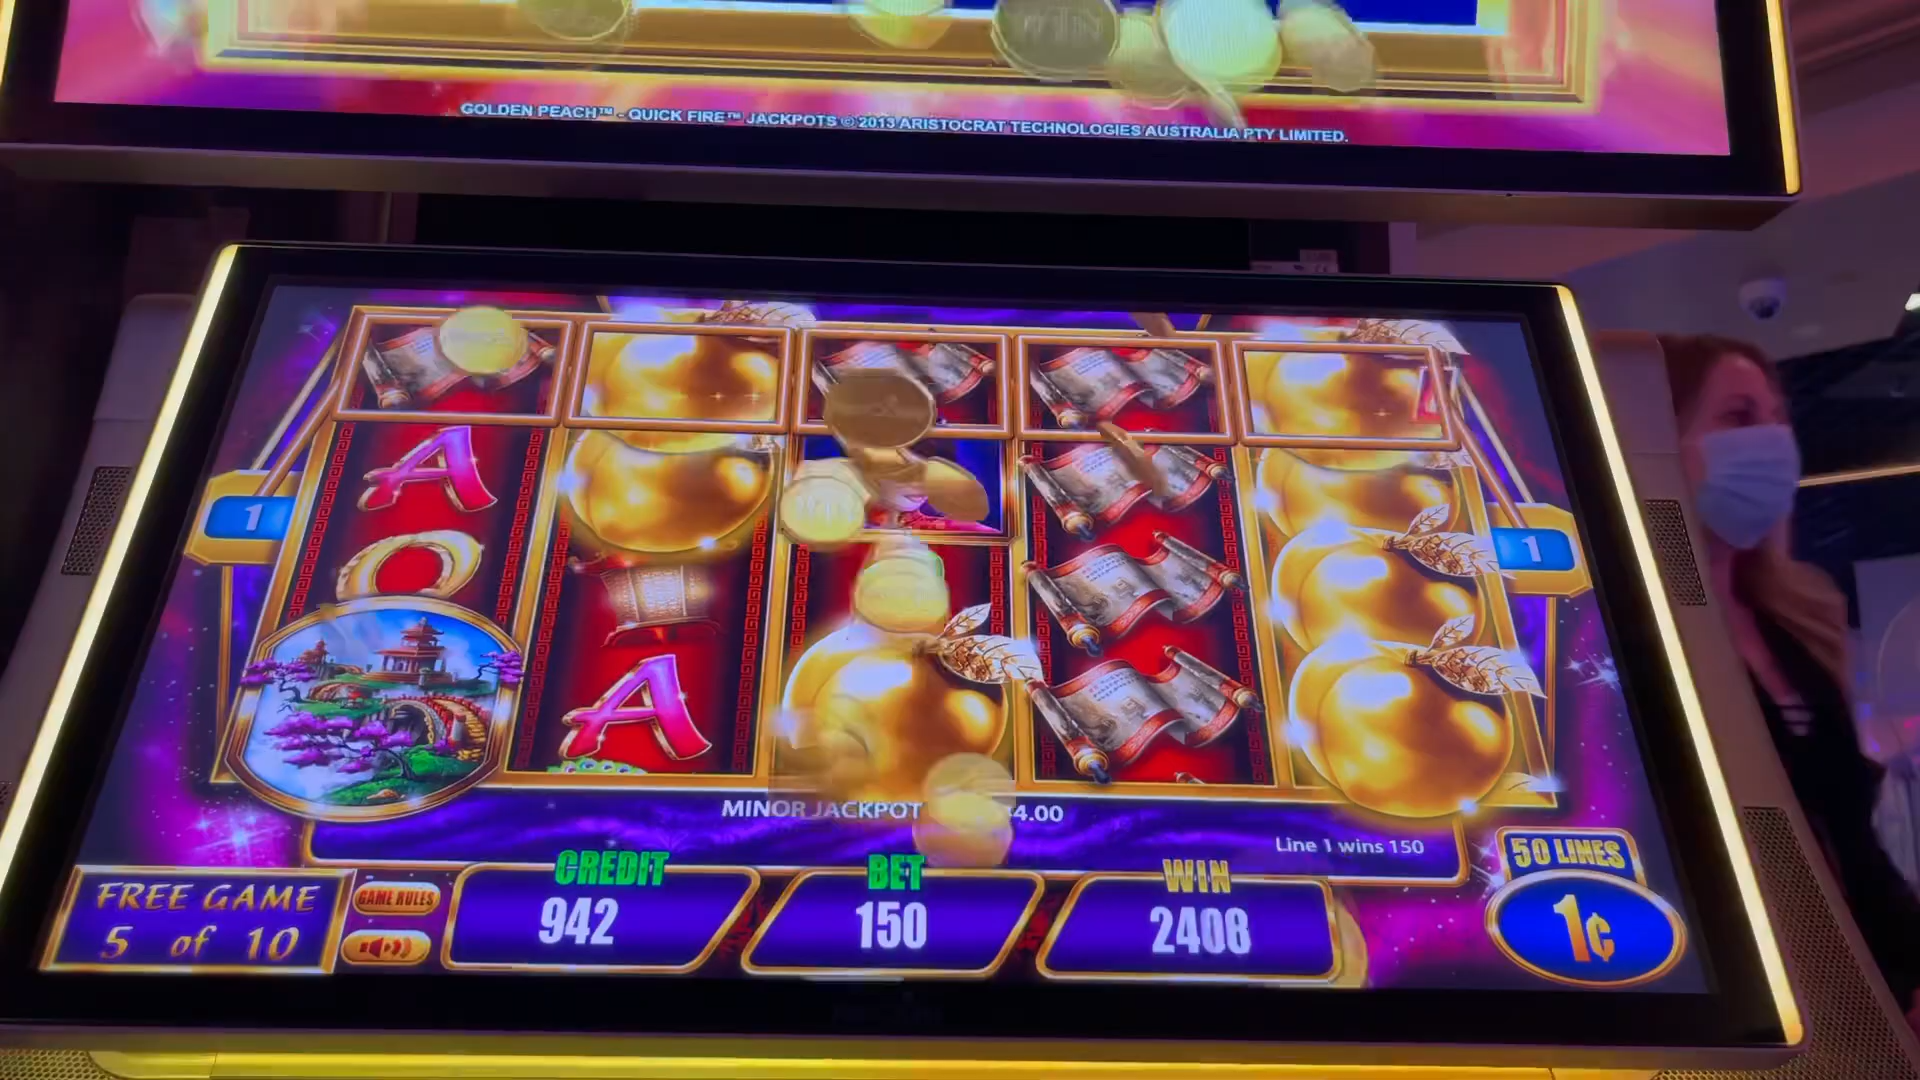 GOLDEN PEACH™ - QUICK FIRE™ JACKPOTS © 2013 ARISTOCRAT TECHNOLOGIES AUSTRALIA PTY LIMITED.
A
1
1
A
MINOR JACKPOT
Line 1 wins 150
50 LINES
FREE GAME
5 of 10
GAME RULES
CREDIT
942
BET
150
WIN
2408
1¢